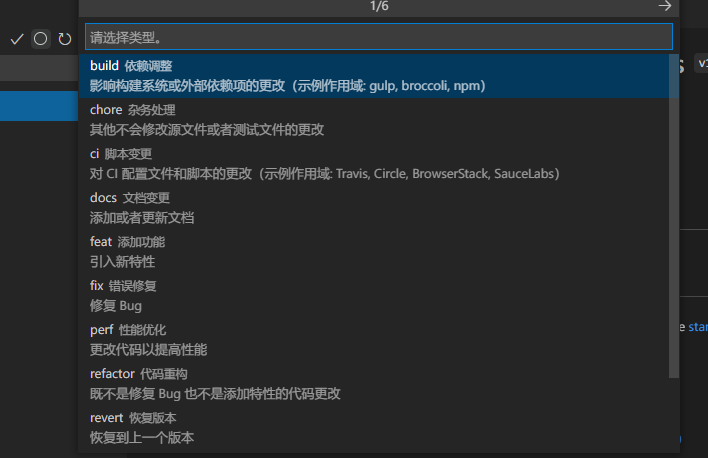 1/6
请选择类型。
build 依赖调整
影响构建系统或外部依赖项的更改（示例作用域: gulp, broccoli, npm）
chore 杂务处理
其他不会修改源文件或者测试文件的更改
ci 脚本变更
对 CI 配置文件和脚本的更改（示例作用域: Travis, Circle, BrowserStack, SauceLabs）
docs 文档变更
添加或者更新文档
feat 添加功能
引入新特性
fix 错误修复
修复 Bug
perf 性能优化
更改代码以提高性能
refactor 代码重构
既不是修复 Bug 也不是添加特性的代码更改
revert 恢复版本
恢复到上一个版本